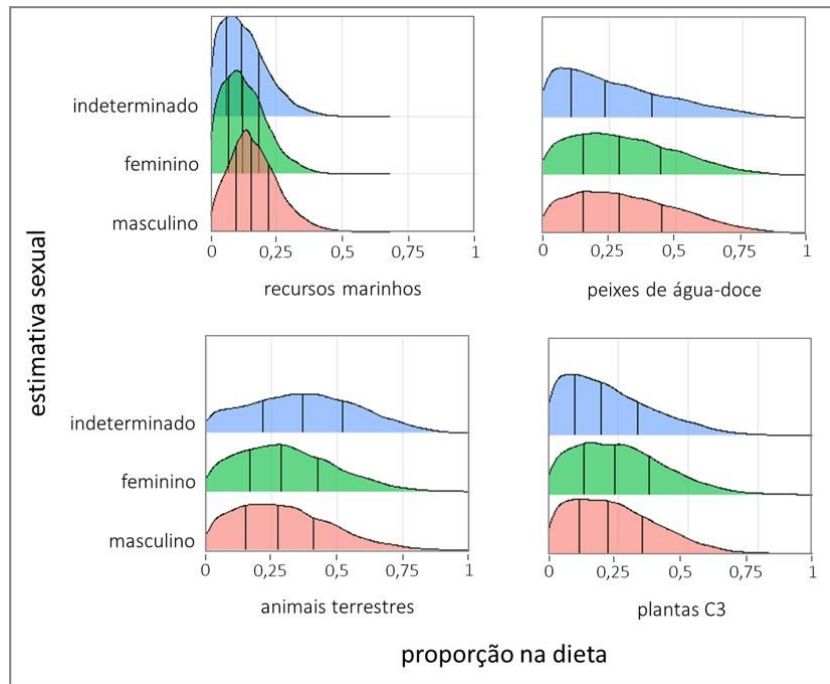 estimativa sexual
indeterminado
feminino
masculino
0 0,25 0,5 0,75 1
recursos marinhos
0 0,25 0,5 0,75 1
peixes de água-doce
indeterminado
feminino
masculino
0 0,25 0,5 0,75 1
animais terrestres
0 0,25 0,5 0,75 1
plantas C3
proporção na dieta